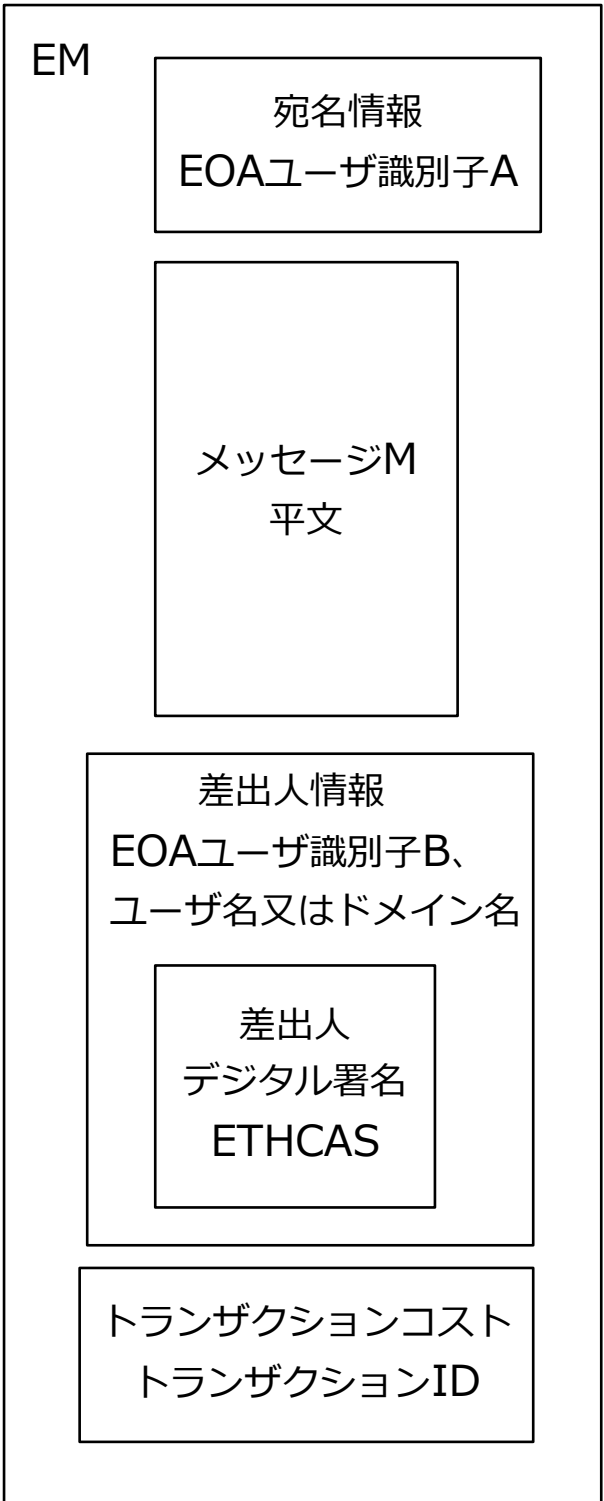 EM
宛名情報
EOAユーザ識別子A
メッセージM
平文
差出人情報
EOAユーザ識別子B、
ユーザ名又はドメイン名
差出人
デジタル署名
ETHCAS
トランザクションコスト
トランザクションID